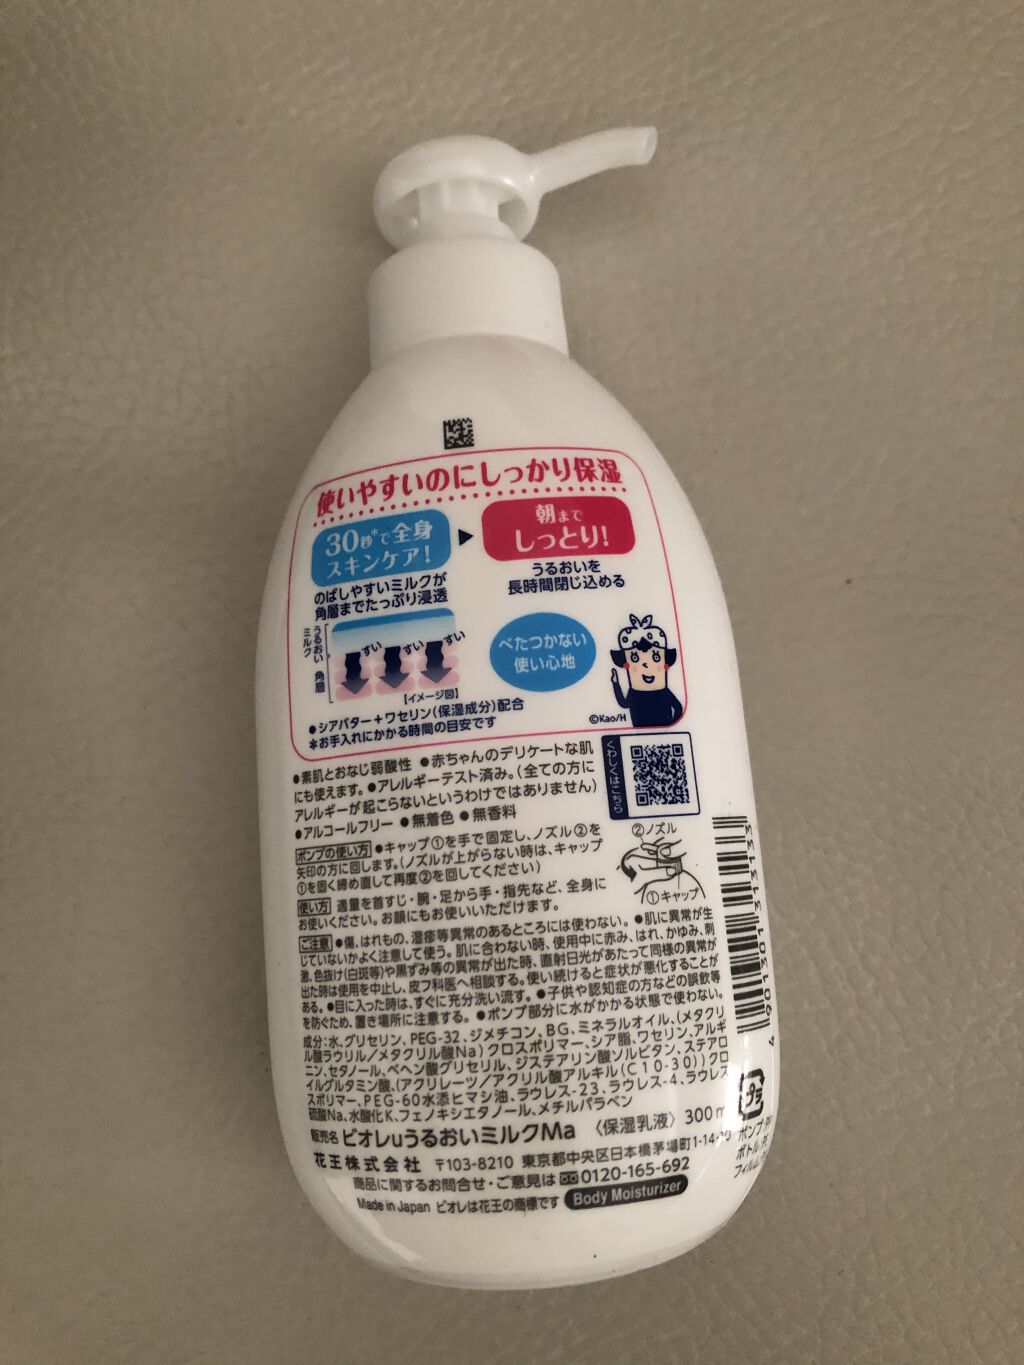 使いやすいのにしっかり保湿
30秒*で全身
スキンケア!
朝まで
しっとり!
のばしやすいミルクが
角層までたっぷり浸透
うるおいを
長時間閉じ込める
うるおい
ミルク
角層
すい
すい
すい
【イメージ図】
べたつかない
使い心地
●シアバター+ワセリン(保湿成分)配合
*お手入れにかかる時間の目安です
©Kao/H
●素肌とおなじ弱酸性 ●赤ちゃんのデリケートな肌
にも使えます。●アレルギーテスト済み。(全ての方に
アレルギーが起こらないというわけではありません)
●アルコールフリー ●無着色 ●無香料
くわしくはこちら
ポンプの使い方 ●キャップ①を手で固定し、ノズル②を
矢印の方に回します。(ノズルが上がらない時は、キャップ
①を固く締め直して再度②を回してください)
②ノズル
①キャップ
使い方 適量を首すじ・腕・足から手・指先など、全身に
お使いください。お顔にもお使いいただけます。
ご注意 ●傷、はれもの、湿疹等異常のあるところには使わない。●肌に異常が生
じていないかよく注意して使う。肌に合わない時、使用中に赤み、はれ、かゆみ、刺
激、色抜け(白斑等)や黒ずみ等の異常が出た時、直射日光があたって同様の異常が
出た時は使用を中止し、皮フ科医へ相談する。使い続けると症状が悪化することが
ある。●目に入った時は、すぐに充分洗い流す。●子供や認知症の方などの誤飲等
を防ぐため、置き場所に注意する。●ポンプ部分に水がかかる状態で使わない。
成分:水、グリセリン、PEG-32、ジメチコン、BG、ミネラルオイル、(メタクリ
ル酸ラウリル/メタクリル酸Na)クロスポリマー、シア脂、ワセリン、アルギ
ニン、セタノール、ベヘン酸グリセリル、ジステアリン酸ソルビタン、ステアロ
イルグルタミン酸、(アクリレーツ/アクリル酸アルキル(C10-30))クロ
スポリマー、PEG-60水添ヒマシ油、ラウレス-23、ラウレス-4、ラウレス
硫酸Na、水酸化K、フェノキシエタノール、メチルパラベン
販売名 ビオレuうるおいミルクMa 〈保湿乳液〉 300m
花王株式会社 〒103-8210 東京都中央区日本橋茅場町1-14-10
商品に関するお問合せ・ご意見は 0120-165-692
Made in Japan ビオレは花王の商標です Body Moisturizer
4 901301 313133
プラ
ポンプ:P
ボトル:P
フィルム